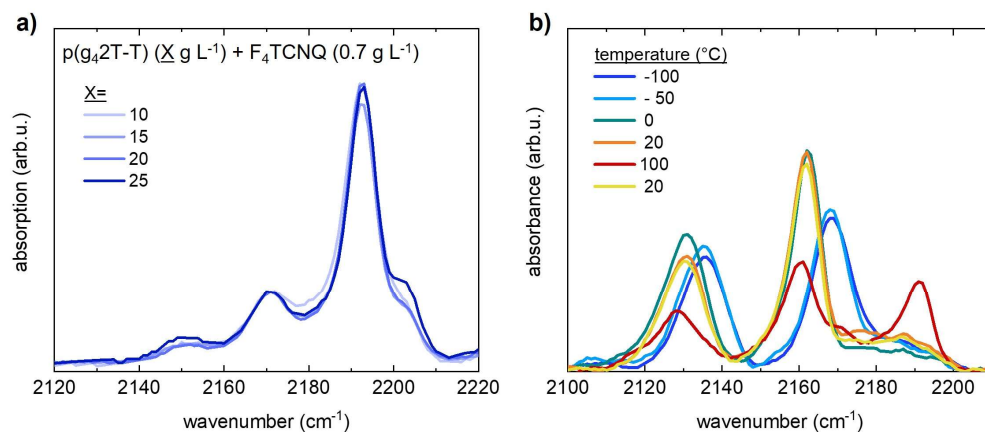 a)
p(g₄2T-T) (X g L⁻¹) + F₄TCNQ (0.7 g L⁻¹)
X=
10
15
20
25
absorption (arb.u.)
2120 2140 2160 2180 2200 2220
wavenumber (cm⁻¹)
b)
temperature (°C)
-100
- 50
0
20
100
20
absorbance (arb.u.)
2100 2120 2140 2160 2180 2200
wavenumber (cm⁻¹)